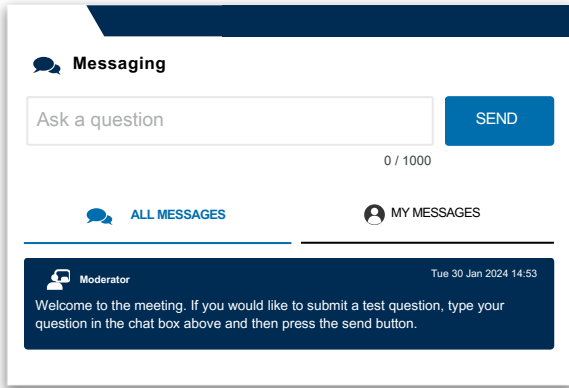 Messaging
Ask a question
SEND
0 / 1000
ALL MESSAGES
MY MESSAGES
Moderator
Tue 30 Jan 2024 14:53
Welcome to the meeting. If you would like to submit a test question, type your
question in the chat box above and then press the send button.